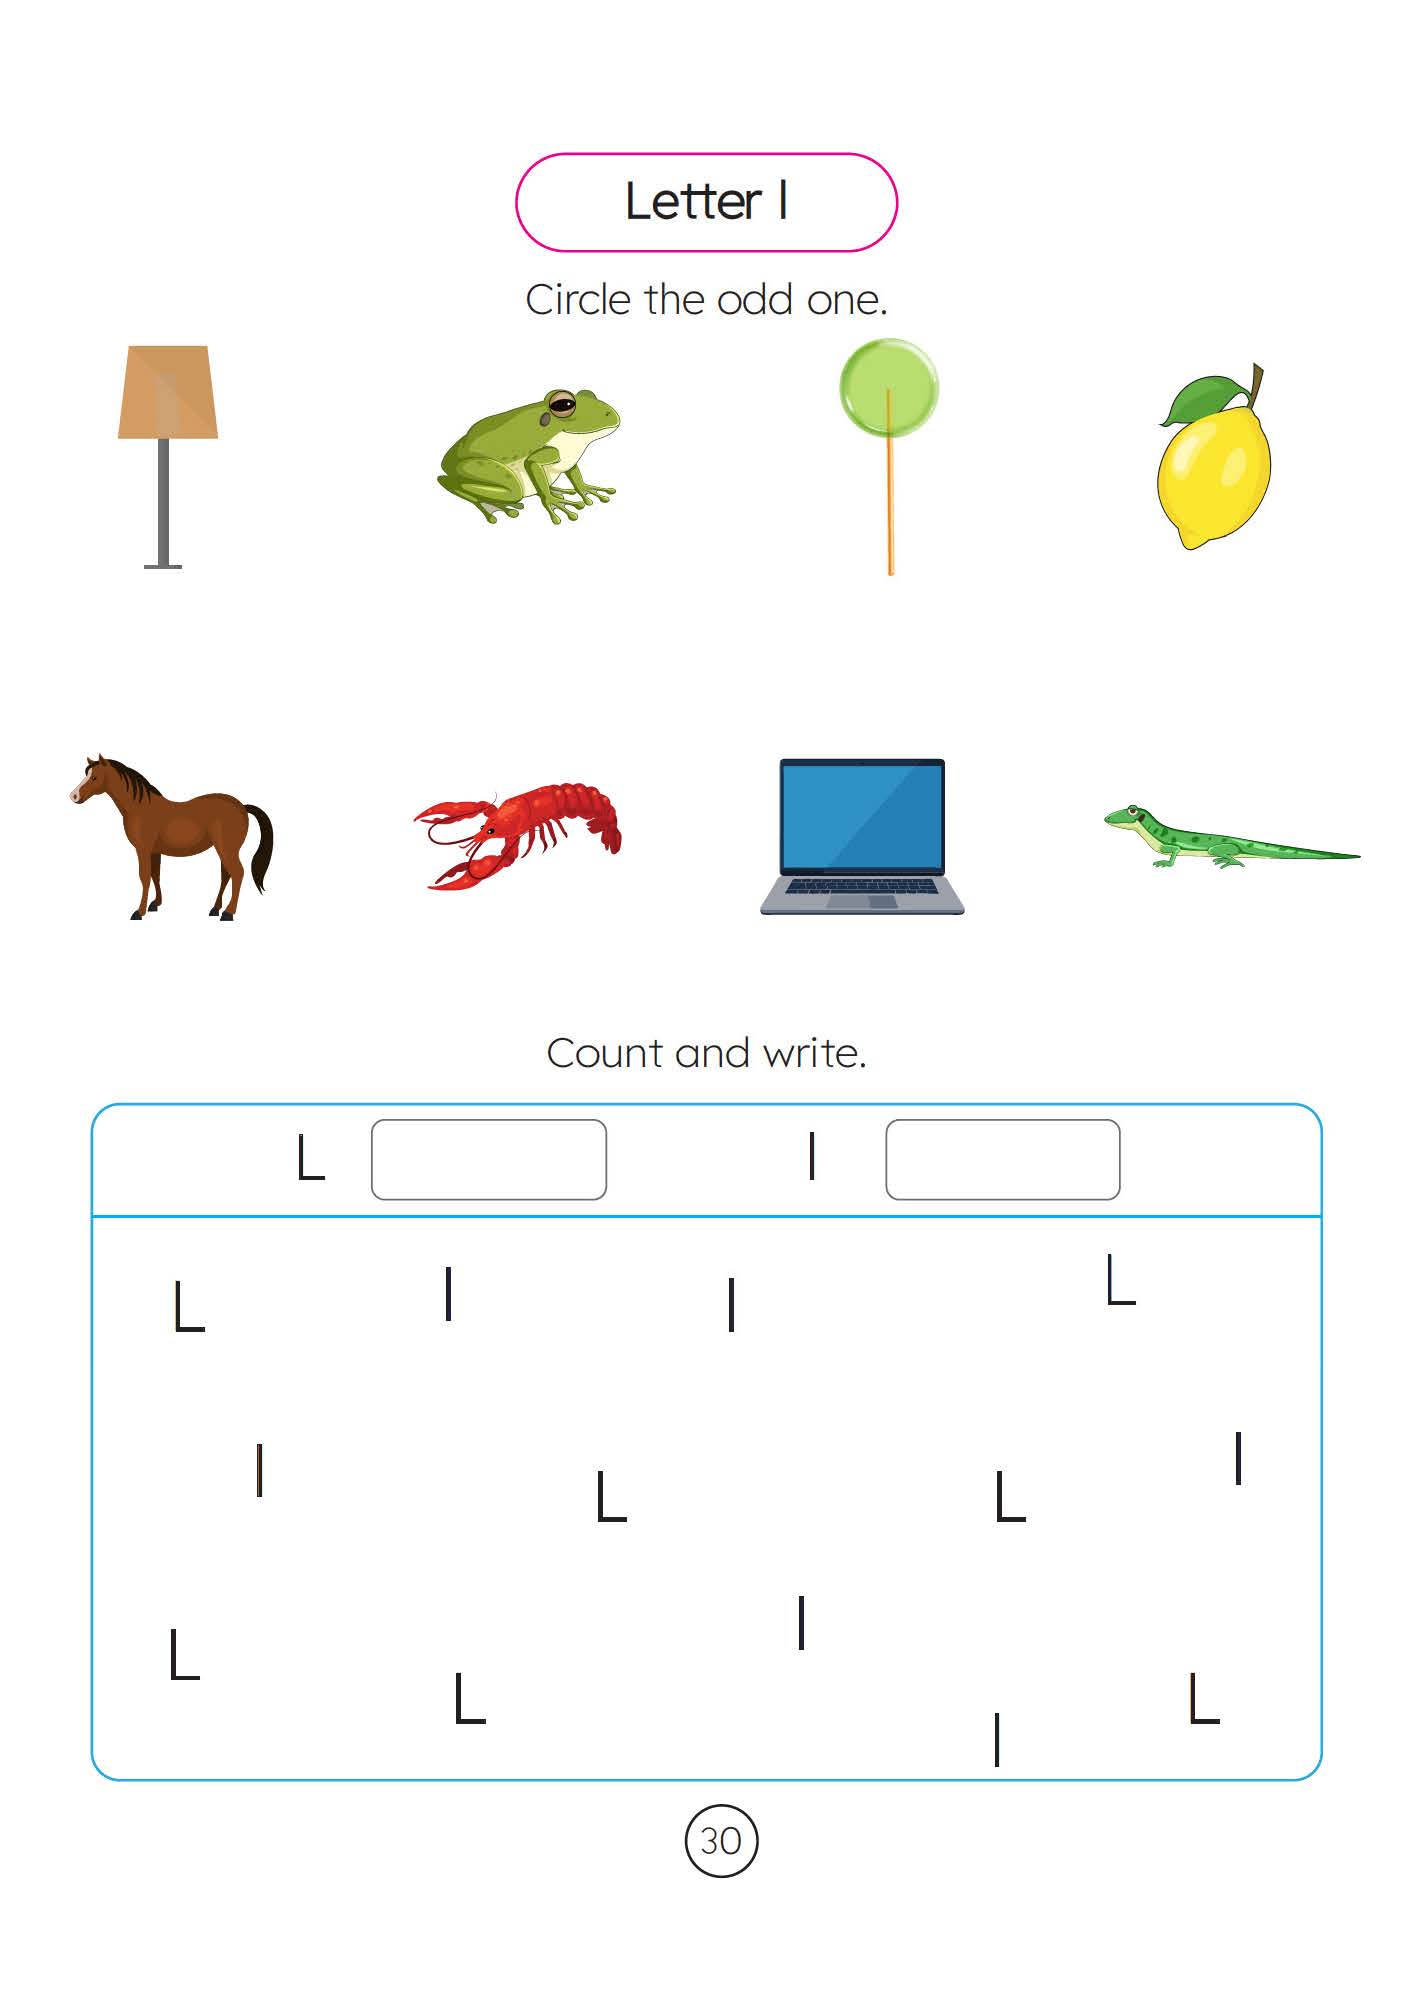 Letter l
Circle the odd one.
Count and write.
L l
L l l L
l L L l
L L l l L
30